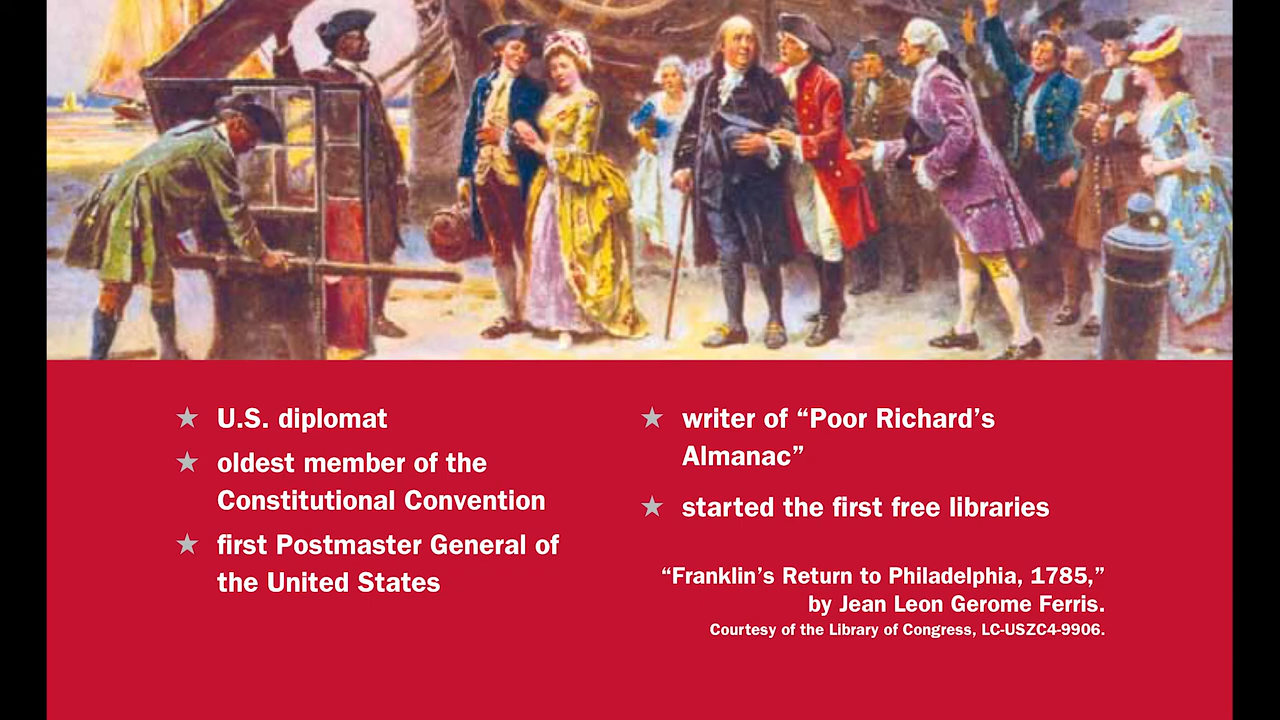 U.S. diplomat
oldest member of the
Constitutional Convention
first Postmaster General of
the United States
writer of “Poor Richard’s
Almanac”
started the first free libraries
“Franklin’s Return to Philadelphia, 1785,”
by Jean Leon Gerome Ferris.
Courtesy of the Library of Congress, LC-USZC4-9906.